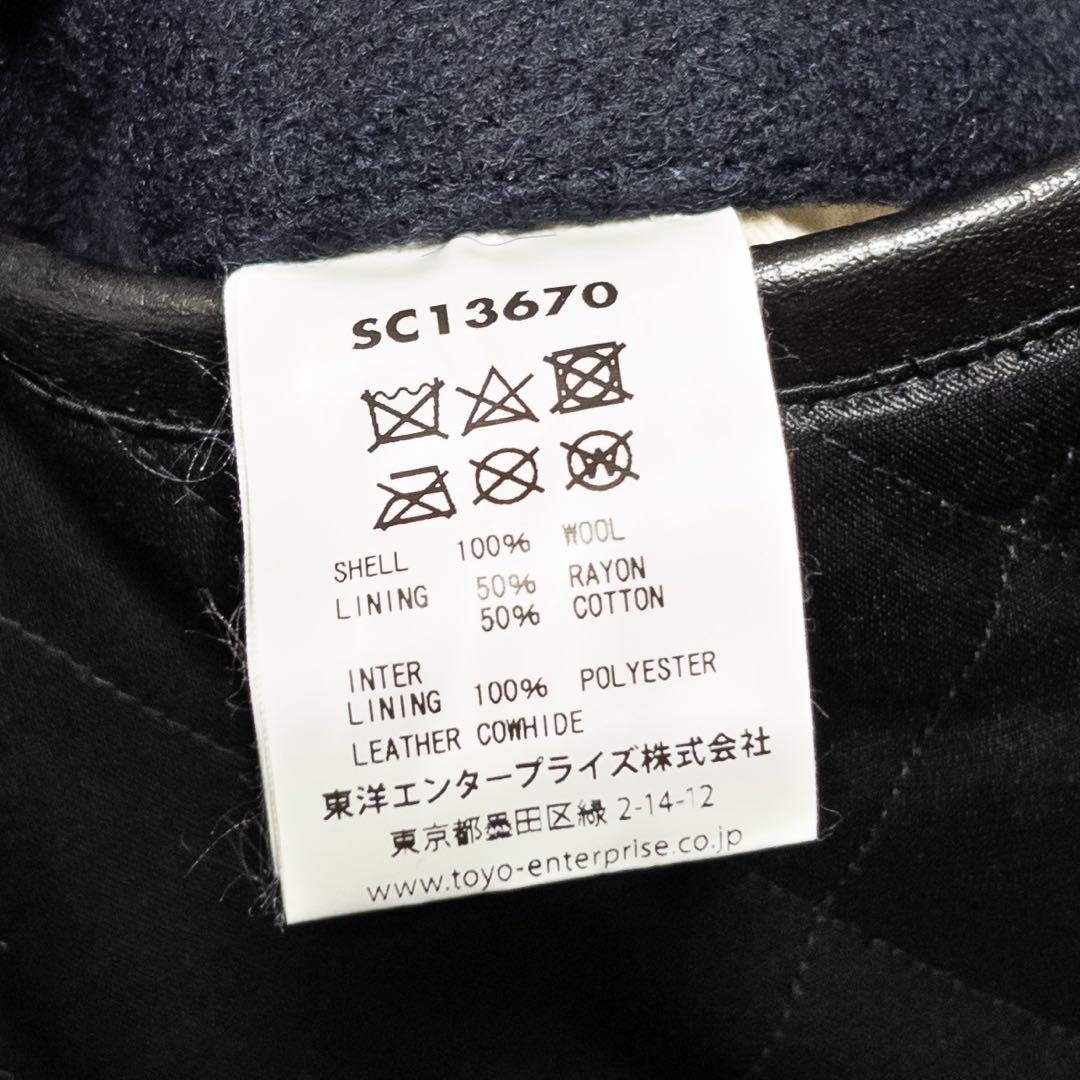 SC13670
SHELL 100% WOOL
LINING 50% RAYON
50% COTTON
INTER
LINING 100% POLYESTER
LEATHER COWHIDE
東洋エンタープライズ株式会社
東京都墨田区緑 2-14-12
www.toyo-enterprise.co.jp